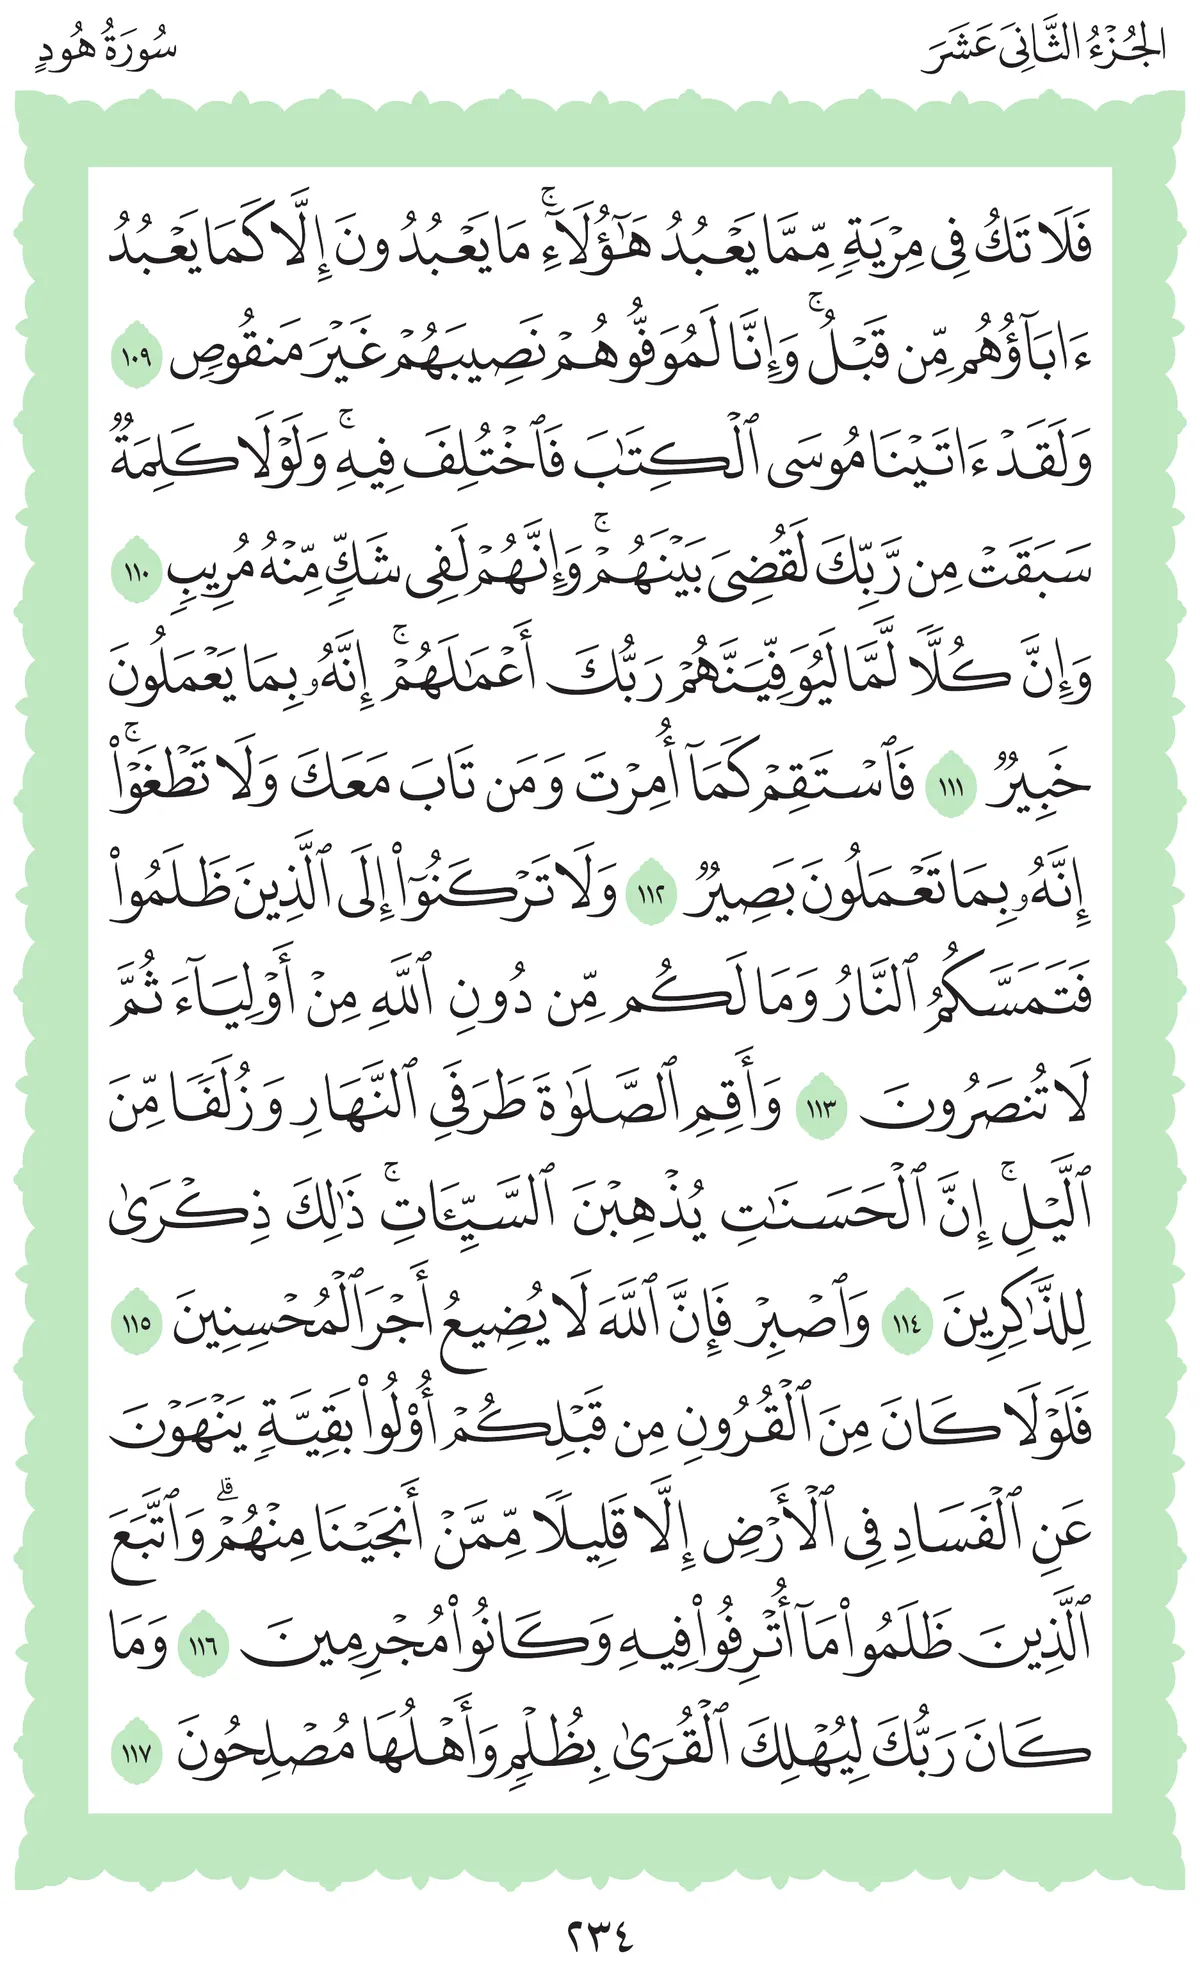 الجُزْءُ الثَّانِىَ عَشَرَ
سُورَةُ هُودٍ
فَلَا تَكُ فِى مِرْيَةٍ مِّمَّا يَعْبُدُ هَٰٓؤُلَآءِ ۚ مَا يَعْبُدُونَ إِلَّا كَمَا يَعْبُدُ
ءَابَآؤُهُم مِّن قَبْلُ ۚ وَإِنَّا لَمُوَفُّوهُمْ نَصِيبَهُمْ غَيْرَ مَنقُوصٍ ١٠٩
وَلَقَدْ ءَاتَيْنَا مُوسَى ٱلْكِتَٰبَ فَٱخْتُلِفَ فِيهِ ۚ وَلَوْلَا كَلِمَةٌ
سَبَقَتْ مِن رَّبِّكَ لَقُضِىَ بَيْنَهُمْ ۚ وَإِنَّهُمْ لَفِى شَكٍّ مِّنْهُ مُرِيبٍ ١١٠
وَإِنَّ كُلًّا لَّمَّا لَيُوَفِّيَنَّهُمْ رَبُّكَ أَعْمَٰلَهُمْ ۚ إِنَّهُۥ بِمَا يَعْمَلُونَ
خَبِيرٌ ١١١ فَٱسْتَقِمْ كَمَآ أُمِرْتَ وَمَن تَابَ مَعَكَ وَلَا تَطْغَوْا۟ ۚ
إِنَّهُۥ بِمَا تَعْمَلُونَ بَصِيرٌ ١١٢ وَلَا تَرْكَنُوٓا۟ إِلَى ٱلَّذِينَ ظَلَمُوا۟
فَتَمَسَّكُمُ ٱلنَّارُ وَمَا لَكُم مِّن دُونِ ٱللَّهِ مِنْ أَوْلِيَآءَ ثُمَّ
لَا تُنصَرُونَ ١١٣ وَأَقِمِ ٱلصَّلَوٰةَ طَرَفَىِ ٱلنَّهَارِ وَزُلَفًا مِّنَ
ٱلَّيْلِ ۚ إِنَّ ٱلْحَسَنَٰتِ يُذْهِبْنَ ٱلسَّيِّـَٔاتِ ۚ ذَٰلِكَ ذِكْرَىٰ
لِلذَّٰكِرِينَ ١١٤ وَٱصْبِرْ فَإِنَّ ٱللَّهَ لَا يُضِيعُ أَجْرَ ٱلْمُحْسِنِينَ ١١٥
فَلَوْلَا كَانَ مِنَ ٱلْقُرُونِ مِن قَبْلِكُمْ أُو۟لُوا۟ بَقِيَّةٍ يَنْهَوْنَ
عَنِ ٱلْفَسَادِ فِى ٱلْأَرْضِ إِلَّا قَلِيلًا مِّمَّنْ أَنجَيْنَا مِنْهُمْ ۗ وَٱتَّبَعَ
ٱلَّذِينَ ظَلَمُوا۟ مَآ أُتْرِفُوا۟ فِيهِ وَكَانُوا۟ مُجْرِمِينَ ١١٦ وَمَا
كَانَ رَبُّكَ لِيُهْلِكَ ٱلْقُرَىٰ بِظُلْمٍ وَأَهْلُهَا مُصْلِحُونَ ١١٧
٢٣٤